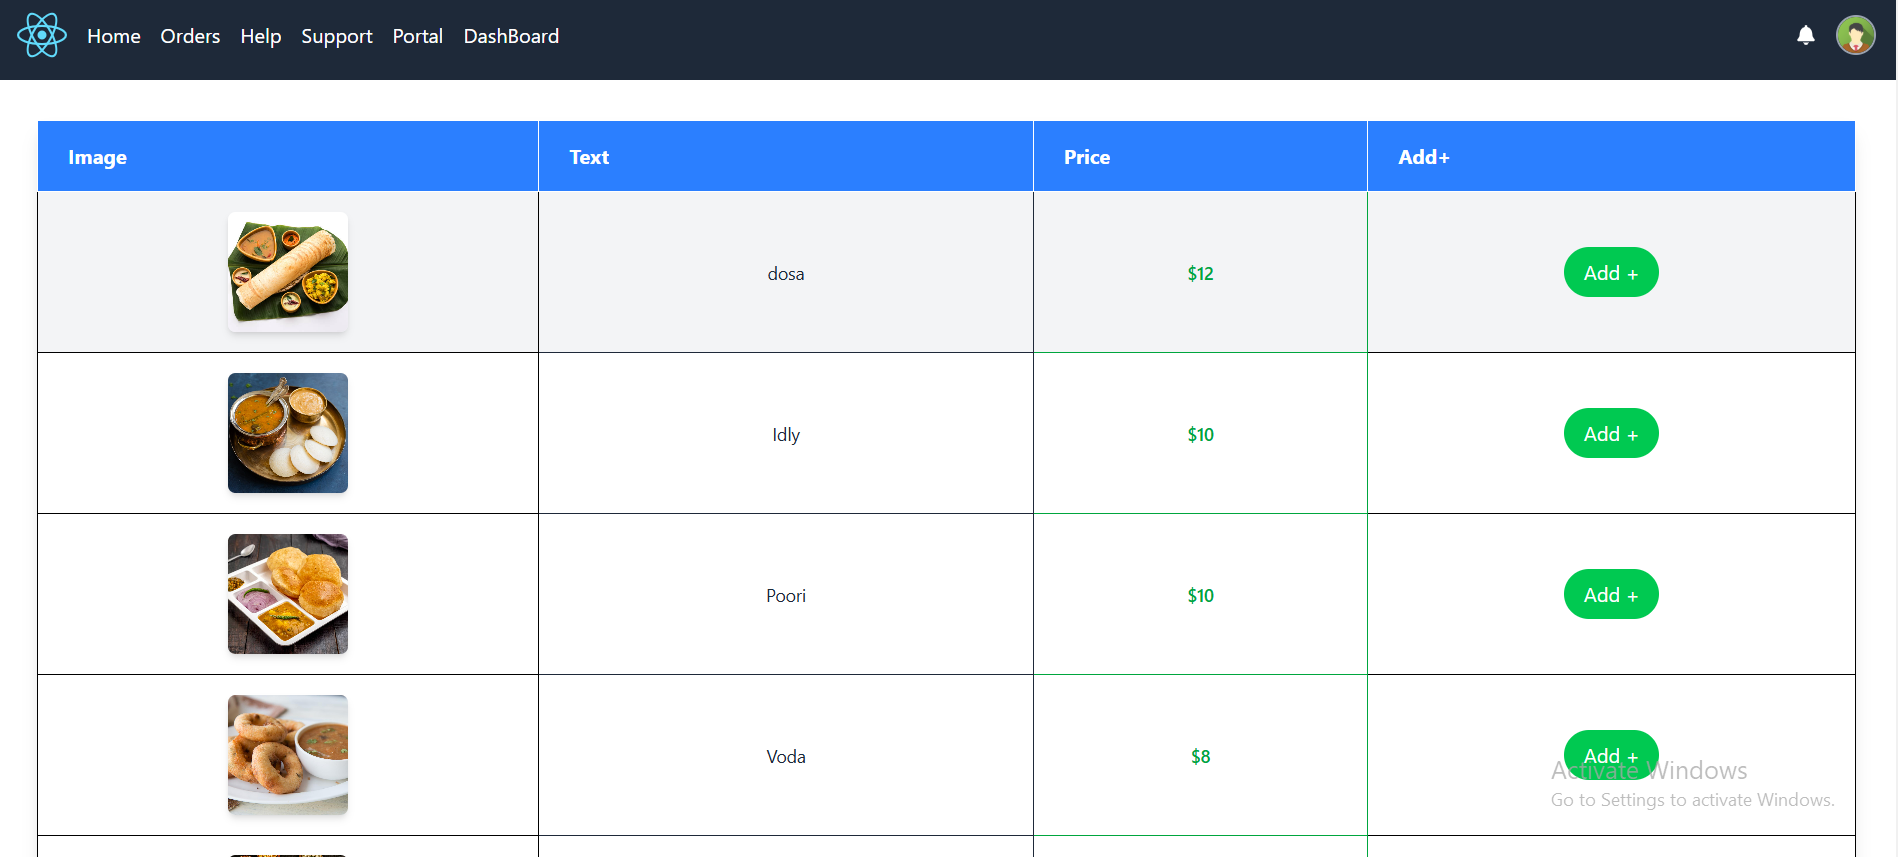 Home Orders Help Support Portal DashBoard
Image Text Price Add+
dosa $12 Add +
Idly $10 Add +
Poori $10 Add +
Voda $8 Add +
Activate Windows
Go to Settings to activate Windows.